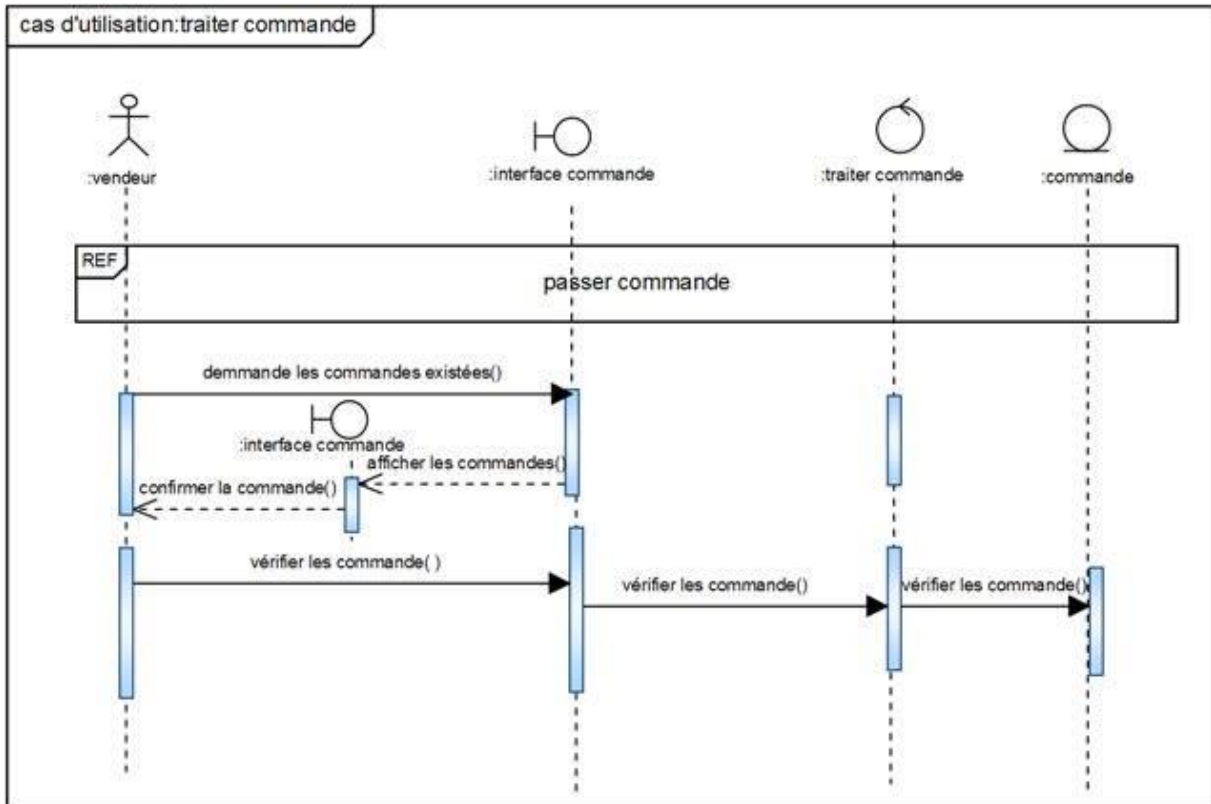 cas d'utilisation:traiter commande
:vendeur
:interface commande
:traiter commande
:commande
REF
passer commande
demmande les commandes existées()
:interface commande
afficher les commandes()
confirmer la commande()
vérifier les commande( )
vérifier les commande()
vérifier les commande()